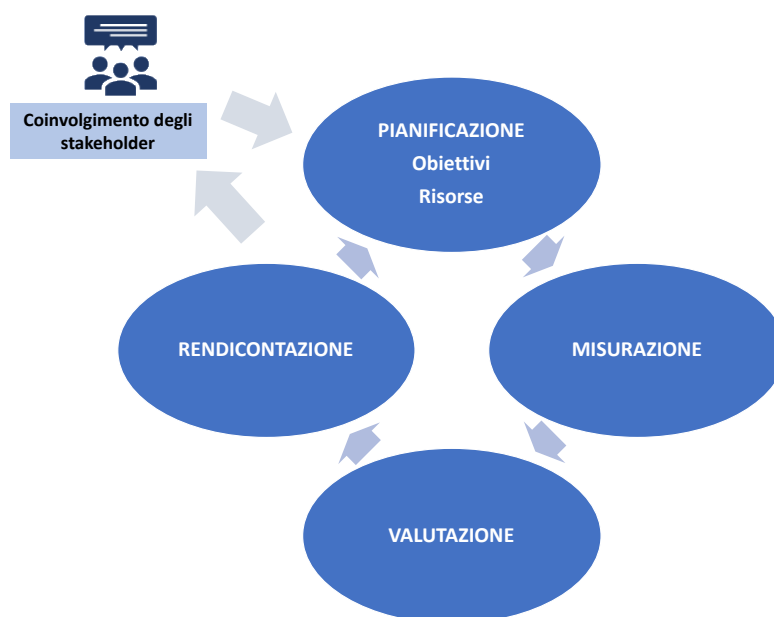 Coinvolgimento degli
stakeholder
PIANIFICAZIONE
Obiettivi
Risorse
RENDICONTAZIONE
MISURAZIONE
VALUTAZIONE